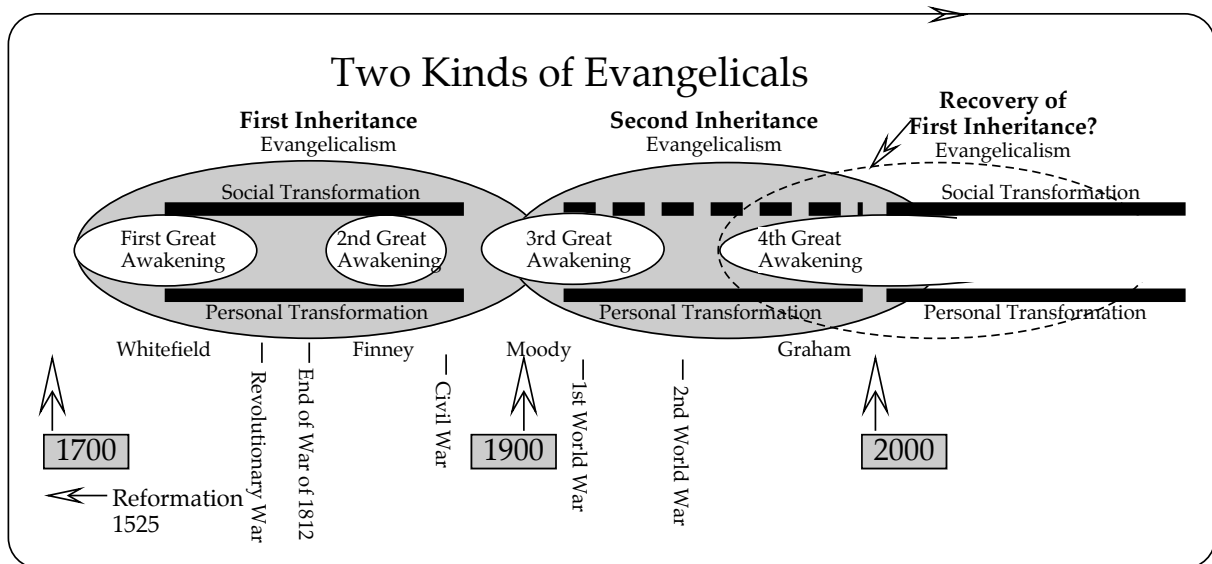 Two Kinds of Evangelicals
First Inheritance
Evangelicalism
Second Inheritance
Evangelicalism
Recovery of
First Inheritance?
Evangelicalism
Social Transformation
Social Transformation
First Great
Awakening
2nd Great
Awakening
3rd Great
Awakening
4th Great
Awakening
Personal Transformation
Personal Transformation
Personal Transformation
Whitefield
Finney
Moody
Graham
Revolutionary War
End of War of 1812
Civil War
1st World War
2nd World War
1700
1900
2000
Reformation
1525